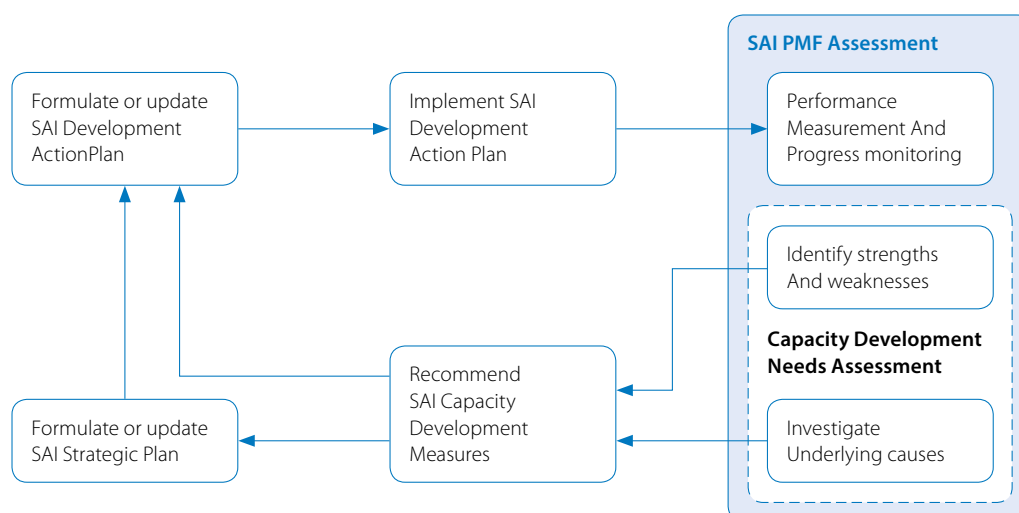 SAI PMF Assessment
Formulate or update
SAI Development
ActionPlan
Implement SAI
Development
Action Plan
Performance
Measurement And
Progress monitoring
Identify strengths
And weaknesses
Capacity Development
Needs Assessment
Recommend
SAI Capacity
Development
Measures
Formulate or update
SAI Strategic Plan
Investigate
Underlying causes